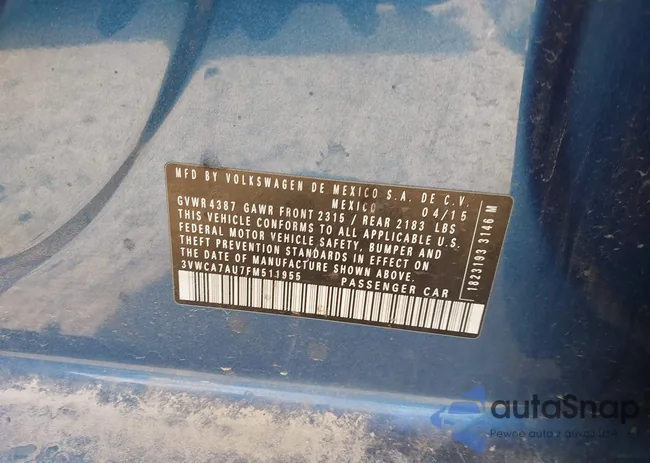 MFD BY VOLKSWAGEN DE MEXICO S.A. DE C.V.
MEXICO 04/15
GVWR 4387 GAWR FRONT 2315 / REAR 2183 LBS
THIS VEHICLE CONFORMS TO ALL APPLICABLE U.S.
FEDERAL MOTOR VEHICLE SAFETY, BUMPER AND
THEFT PREVENTION STANDARDS IN EFFECT ON
THE DATE OF MANUFACTURE SHOWN ABOVE.
3VWCA7AU7FM511955 PASSENGER CAR
1823193 3146 M
autoSnap
Pewne auto z